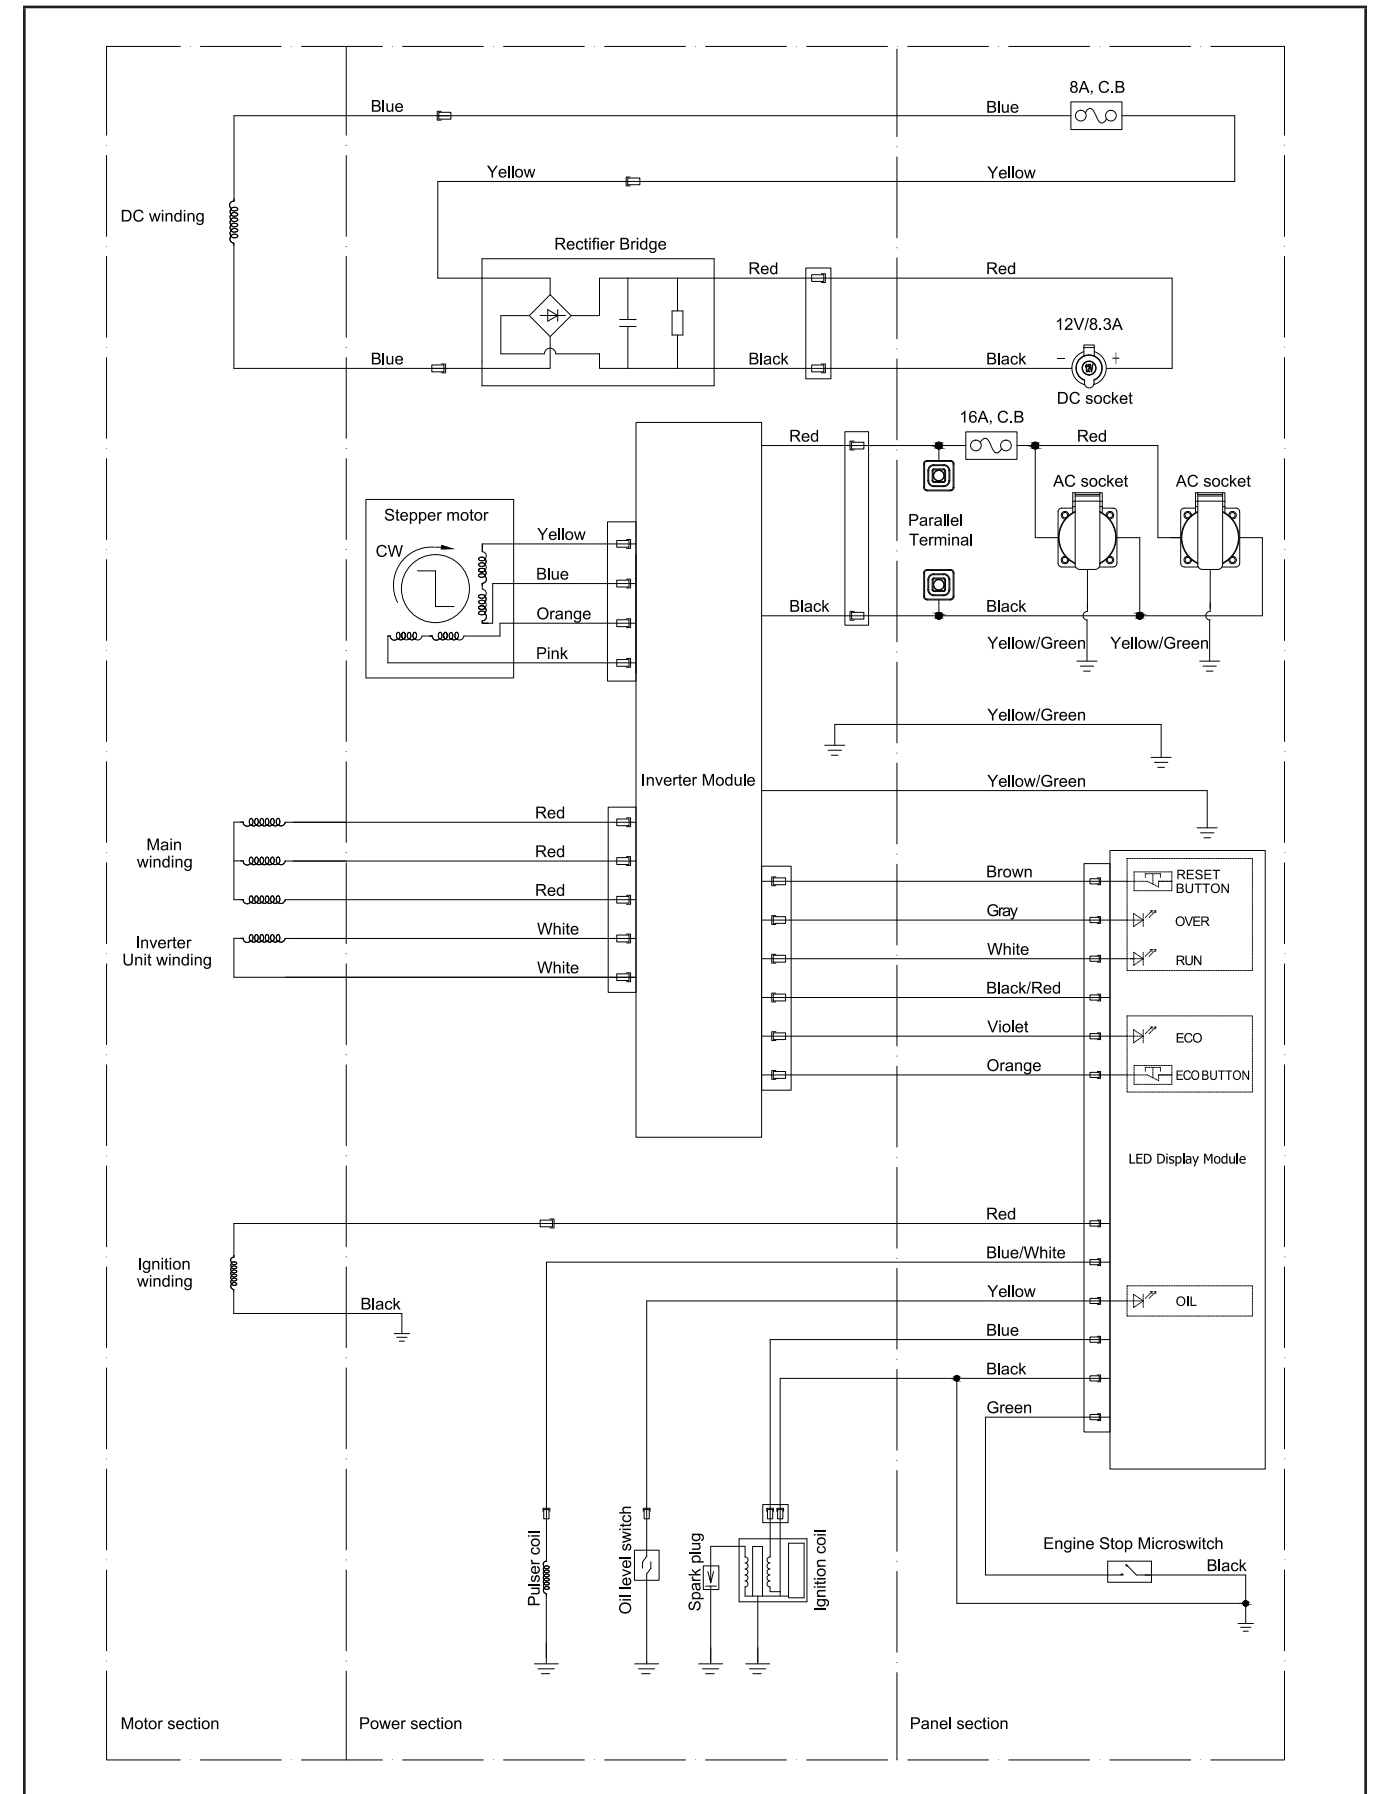 8A, C.B
Blue
Blue
Yellow
Yellow
DC winding
Rectifier Bridge
Red
Red
12V/8.3A
Blue
Black
Black
-
+
12V
DC socket
16A, C.B
Red
Red
AC socket
AC socket
Stepper motor
CW
Yellow
Blue
Orange
Pink
Parallel
Terminal
Black
Black
Yellow/Green
Yellow/Green
Yellow/Green
Inverter Module
Yellow/Green
Main
winding
Red
Red
Red
Inverter
Unit winding
White
White
Brown
RESET
BUTTON
Gray
OVER
White
RUN
Black/Red
Violet
ECO
Orange
ECO BUTTON
LED Display Module
Red
Ignition
winding
Blue/White
Black
Yellow
OIL
Blue
Black
Green
Pulser coil
Oil level switch
Spark plug
Ignition coil
Engine Stop Microswitch
Black
Motor section
Power section
Panel section